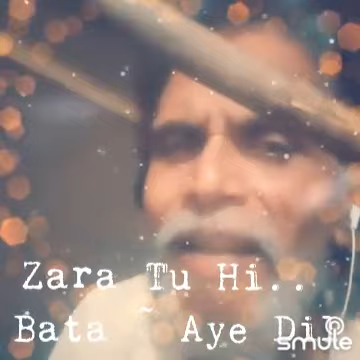 Zara Tu Hi..
Bata ~ Aye Dil
smule